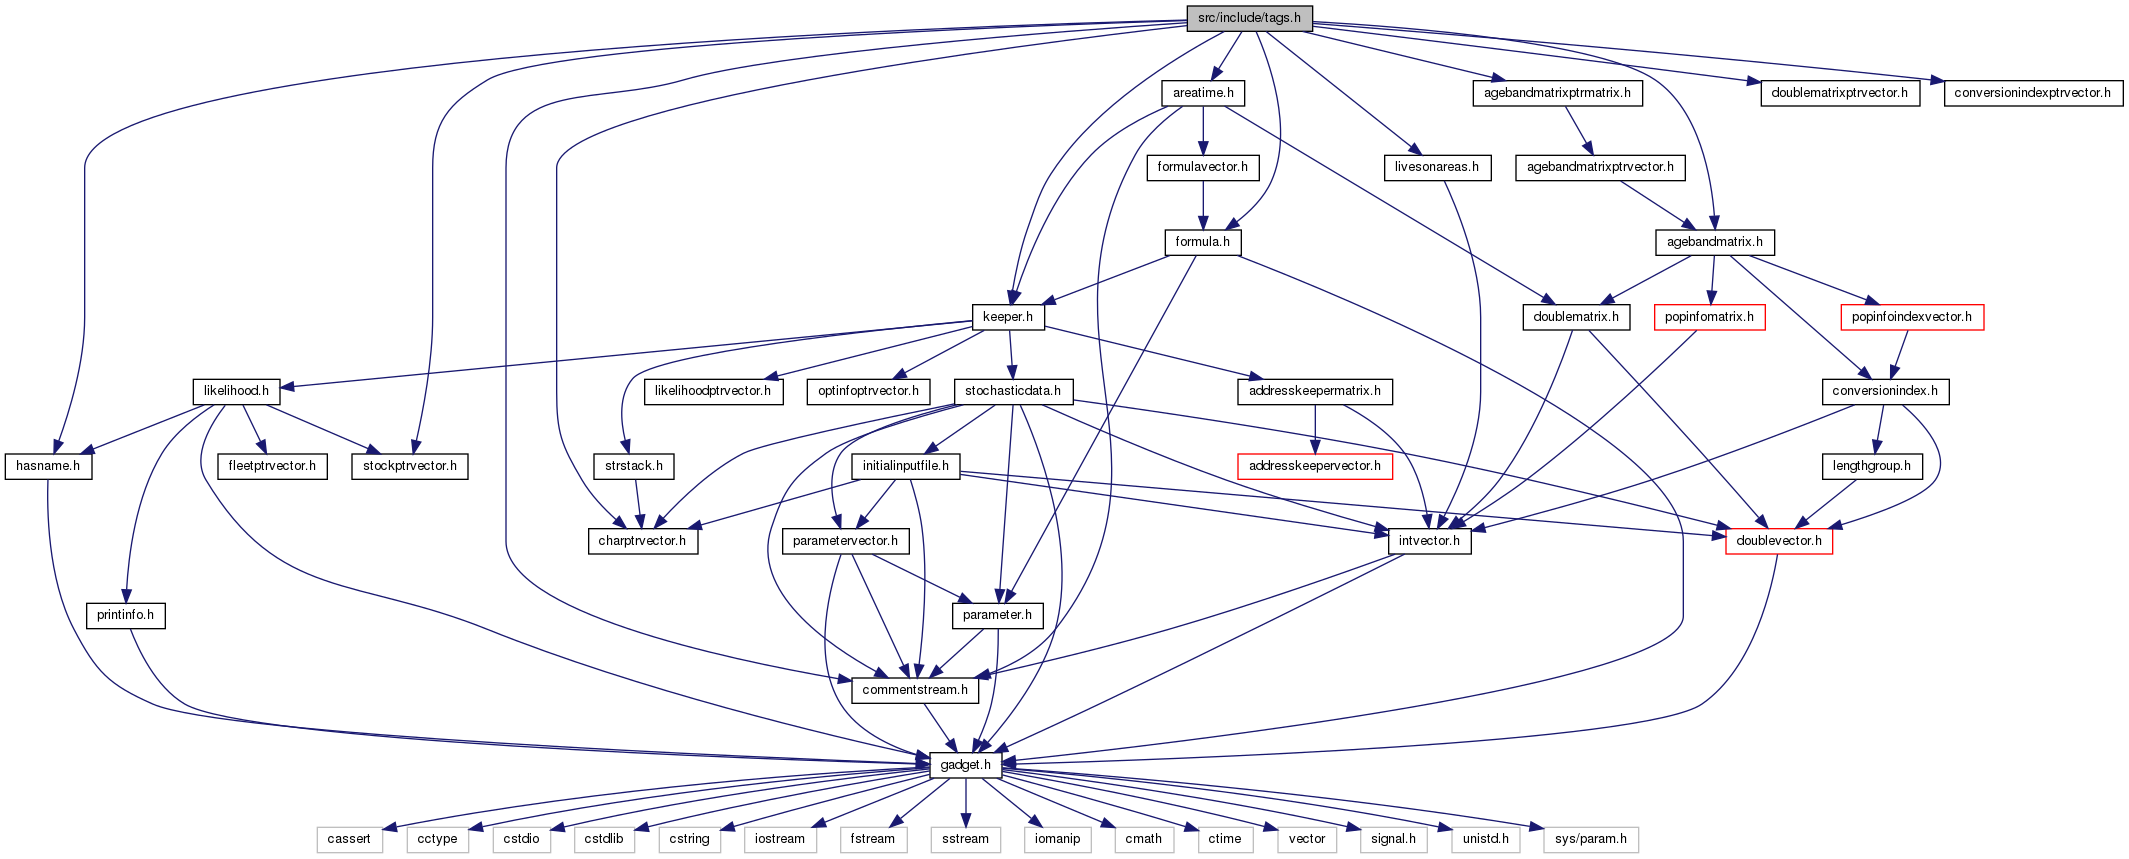 src/include/tags.h
areatime.h
agebandmatrixptrmatrix.h
doublematrixptrvector.h
conversionindexptrvector.h
formulavector.h
livesonareas.h
agebandmatrixptrvector.h
formula.h
agebandmatrix.h
keeper.h
doublematrix.h
popinfomatrix.h
popinfoindexvector.h
likelihood.h
likelihoodptrvector.h
optinfoptrvector.h
stochasticdata.h
addresskeepermatrix.h
conversionindex.h
hasname.h
fleetptrvector.h
stockptrvector.h
strstack.h
initialinputfile.h
addresskeepervector.h
lengthgroup.h
charptrvector.h
parametervector.h
intvector.h
doublevector.h
printinfo.h
parameter.h
commentstream.h
gadget.h
cassert
cctype
cstdio
cstdlib
cstring
iostream
fstream
sstream
iomanip
cmath
ctime
vector
signal.h
unistd.h
sys/param.h